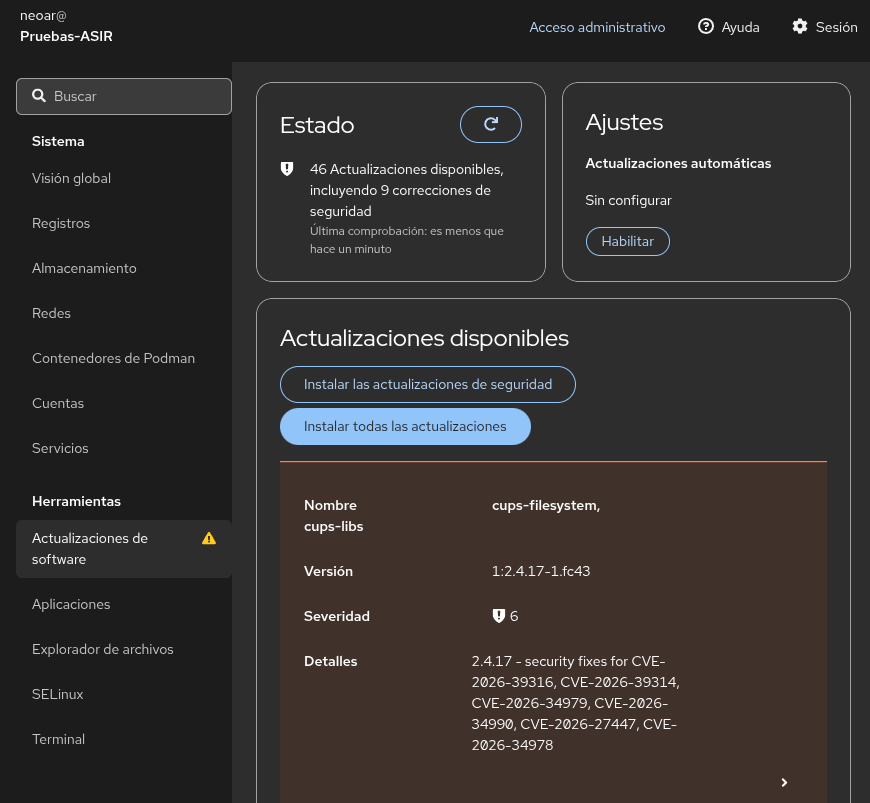 neoar@
Pruebas-ASIR
Acceso administrativo
Ayuda
Sesión
Buscar
Sistema
Visión global
Registros
Almacenamiento
Redes
Contenedores de Podman
Cuentas
Servicios
Herramientas
Actualizaciones de
software
Aplicaciones
Explorador de archivos
SELinux
Terminal
Estado
46 Actualizaciones disponibles,
incluyendo 9 correcciones de
seguridad
Última comprobación: es menos que
hace un minuto
Ajustes
Actualizaciones automáticas
Sin configurar
Habilitar
Actualizaciones disponibles
Instalar las actualizaciones de seguridad
Instalar todas las actualizaciones
Nombre cups-filesystem,
cups-libs
Versión 1:2.4.17-1.fc43
Severidad 6
Detalles 2.4.17 - security fixes for CVE-
2026-39316, CVE-2026-39314,
CVE-2026-34979, CVE-2026-
34990, CVE-2026-27447, CVE-
2026-34978